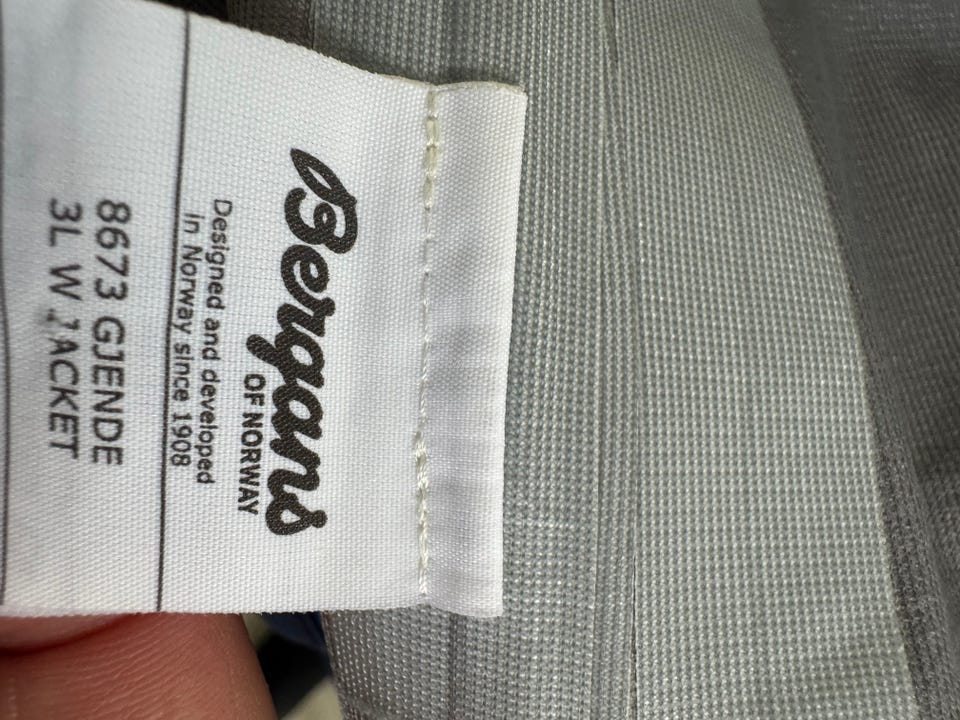 Bergans
OF NORWAY
Designed and developed
in Norway since 1908
8673 GJENDE
3L W JACKET